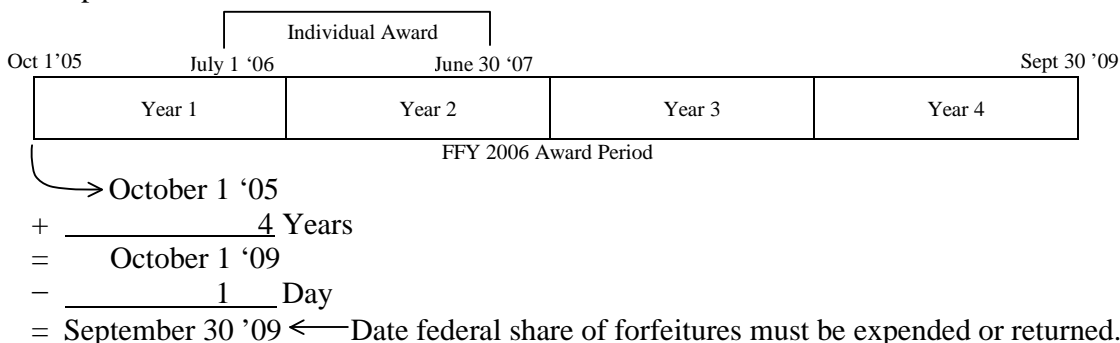 Individual Award
Oct 1’05 July 1 ‘06 June 30 ‘07 Sept 30 ’09
Year 1 Year 2 Year 3 Year 4
FFY 2006 Award Period
October 1 ‘05
+ 4 Years
= October 1 ‘09
− 1 Day
= September 30 ’09 Date federal share of forfeitures must be expended or returned.